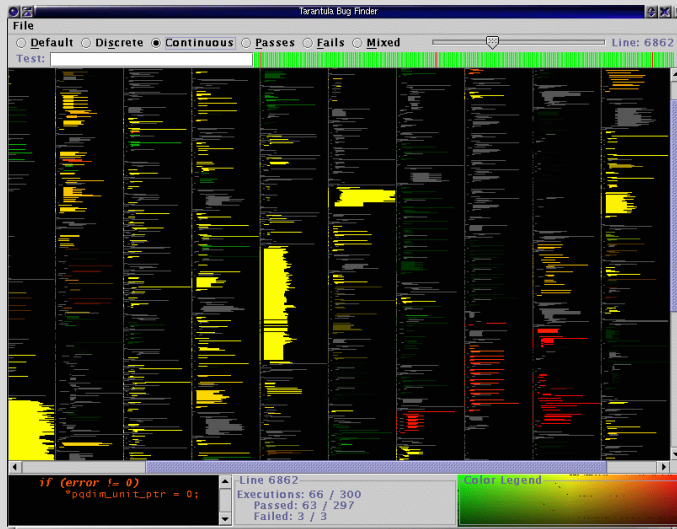 Tarantula Bug Finder
File
Default Discrete Continuous Passes Fails Mixed Line: 6862
Test:
if (error != 0)
*pqdim_unit_ptr = 0;
Line 6862
Executions: 66 / 300
Passed: 63 / 297
Failed: 3 / 3
Color Legend